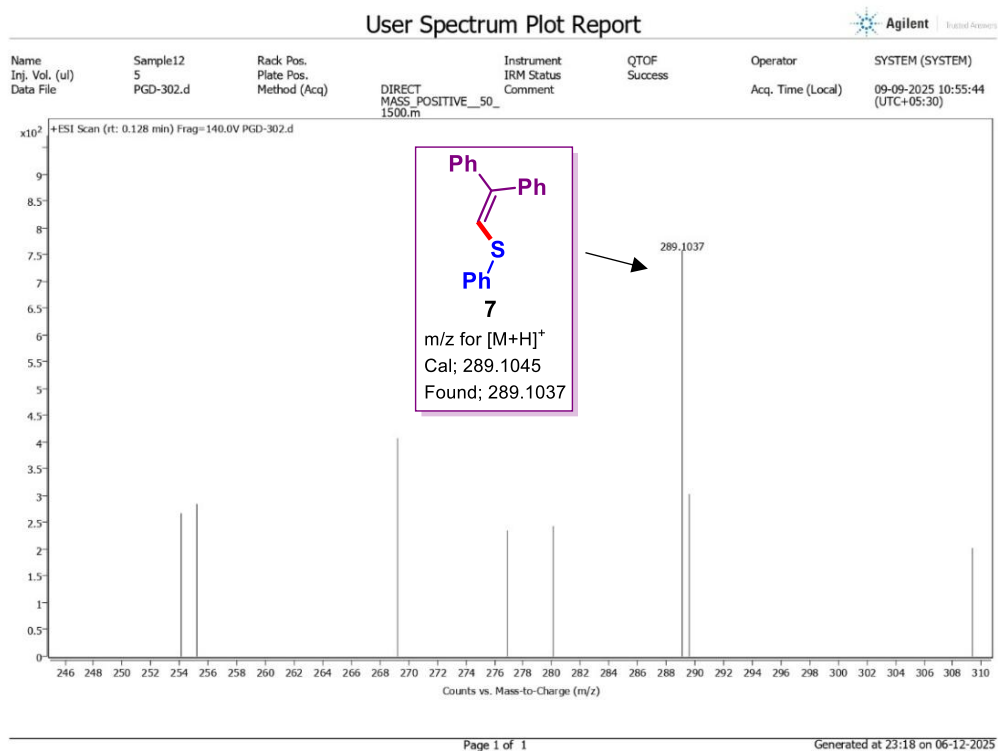 User Spectrum Plot Report
Agilent
Trusted Answers
Name Sample12 Rack Pos. Instrument QTOF Operator SYSTEM (SYSTEM)
Inj. Vol. (ul) 5 Plate Pos. IRM Status Success
Data File PGD-302.d Method (Acq) DIRECT Comment Acq. Time (Local) 09-09-2025 10:55:44
MASS_POSITIVE__50_ (UTC+05:30)
1500.m
x10²
+ESI Scan (rt: 0.128 min) Frag=140.0V PGD-302.d
9
8.5
8
7.5
7
6.5
6
5.5
5
4.5
4
3.5
3
2.5
2
1.5
1
0.5
0
Ph
Ph
S
Ph
7
m/z for [M+H]⁺
Cal; 289.1045
Found; 289.1037
289.1037
246 248 250 252 254 256 258 260 262 264 266 268 270 272 274 276 278 280 282 284 286 288 290 292 294 296 298 300 302 304 306 308 310
Counts vs. Mass-to-Charge (m/z)
Page 1 of 1
Generated at 23:18 on 06-12-2025